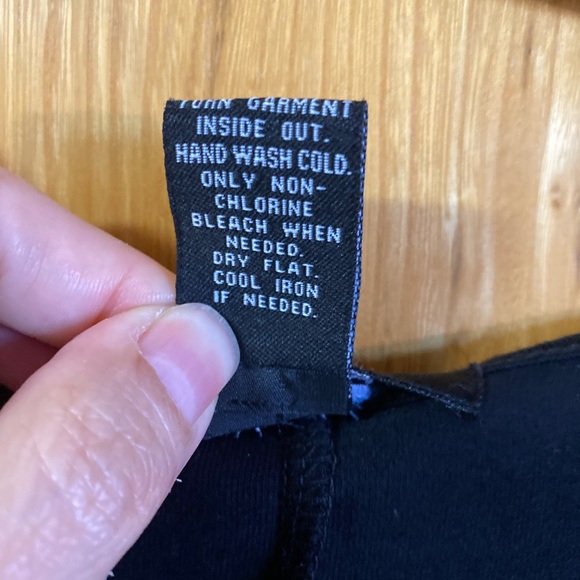 TURN GARMENT
INSIDE OUT.
HAND WASH COLD.
ONLY NON-
CHLORINE
BLEACH WHEN
NEEDED.
DRY FLAT.
COOL IRON
IF NEEDED.